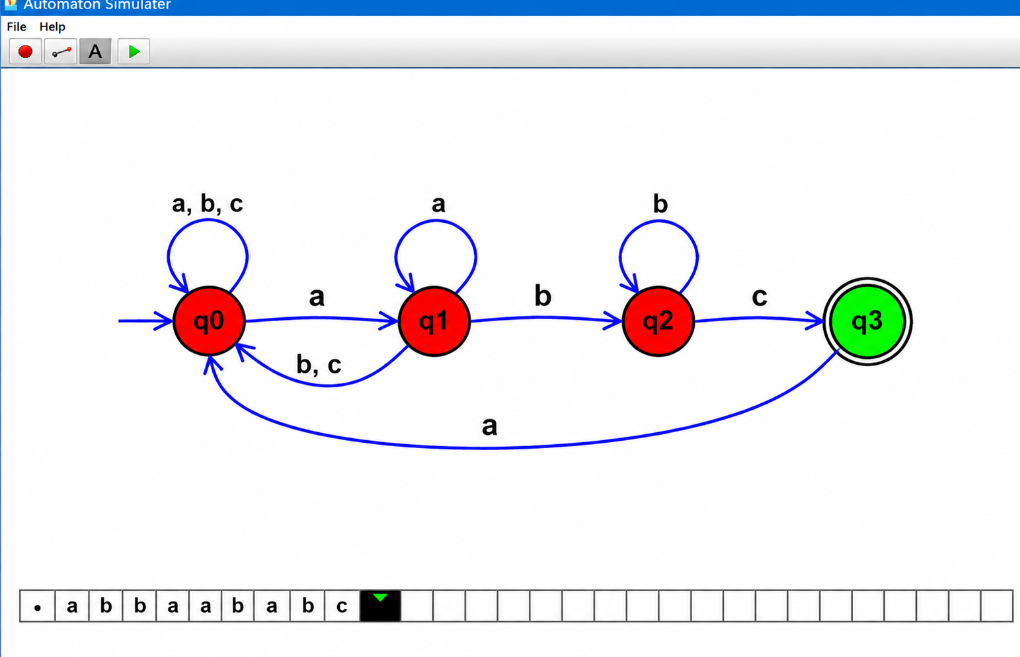 Automaton Simulater
File Help
A
a, b, c a b
a b c
q0 q1 q2 q3
b, c
a
• a b b a a b a b c